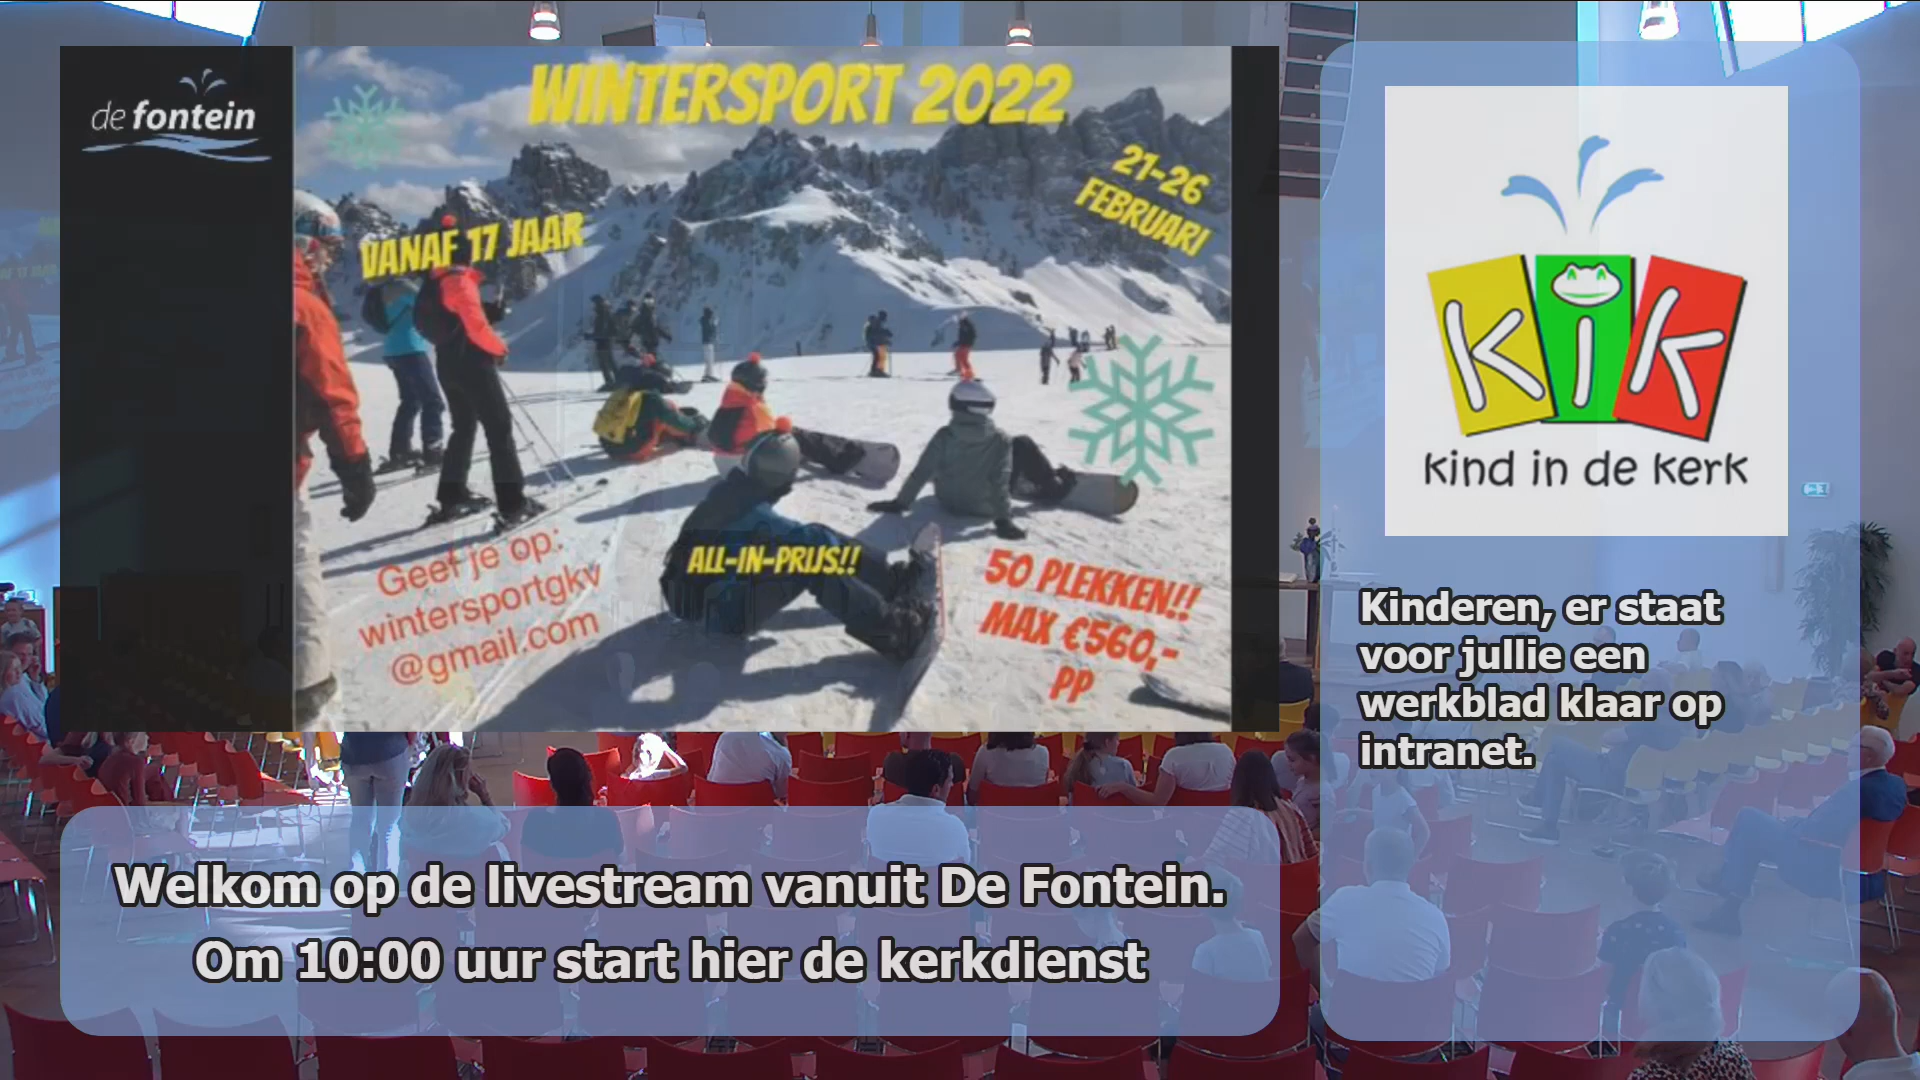 de fontein
WINTERSPORT 2022
21-26
FEBRUARI
VANAF 17 JAAR
Geef je op:
wintersportgkv
@gmail.com
ALL-IN-PRIJS!!
50 PLEKKEN!!
MAX €560,-
PP
kik
kind in de kerk
Kinderen, er staat
voor jullie een
werkblad klaar op
intranet.
Welkom op de livestream vanuit De Fontein.
Om 10:00 uur start hier de kerkdienst